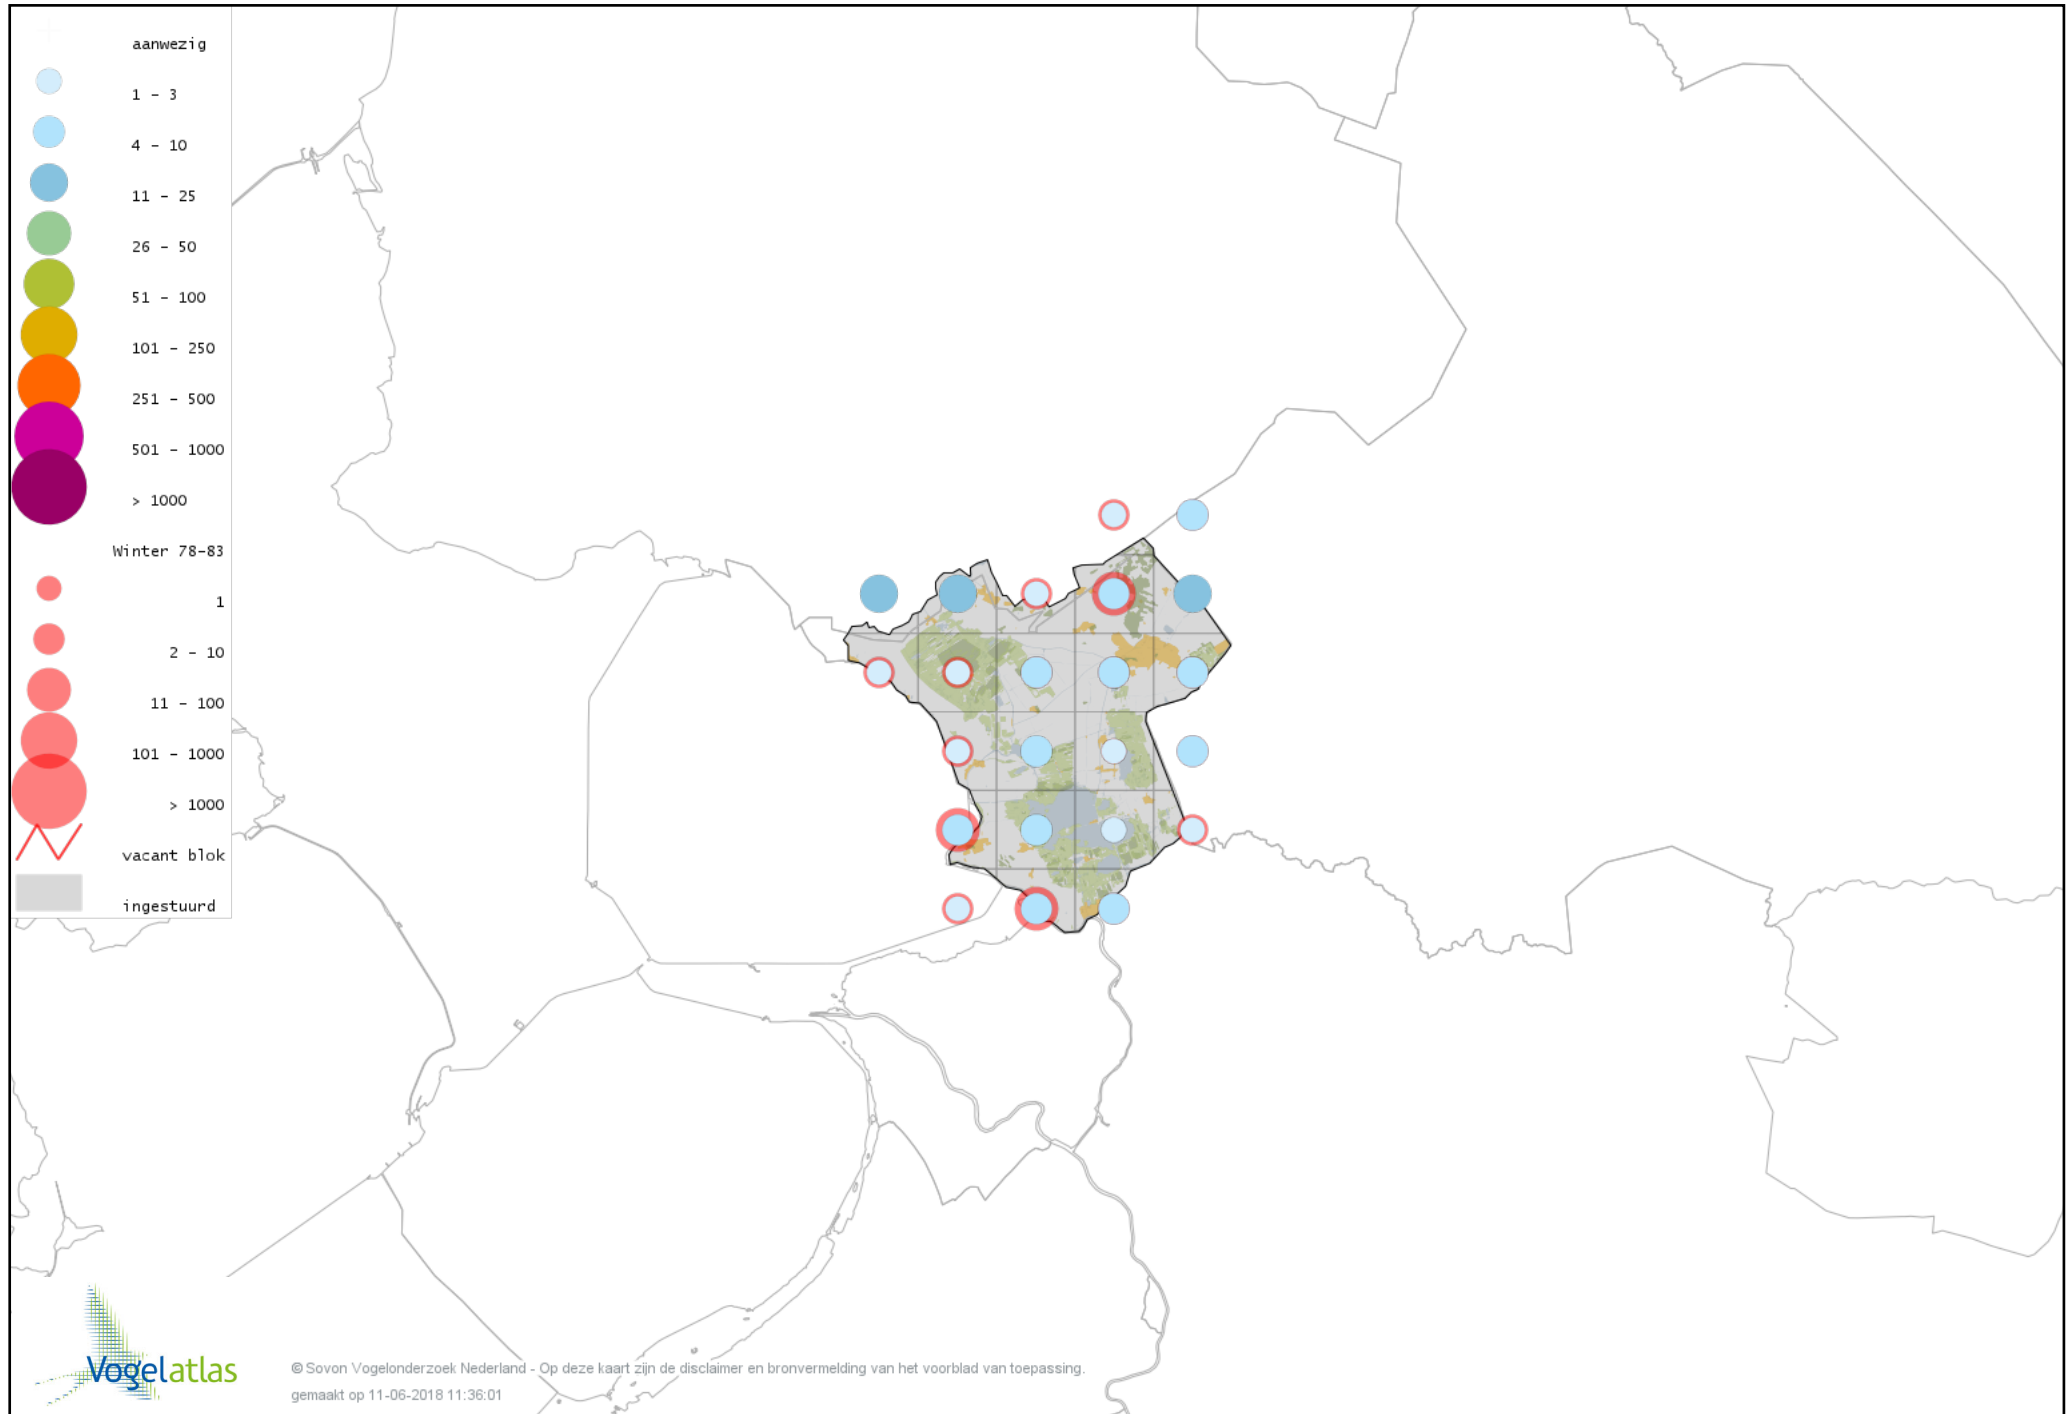 aanwezig
1 - 3
4 - 10
11 - 25
26 - 50
51 - 100
101 - 250
251 - 500
501 - 1000
> 1000
Winter 78-83
1
2 - 10
11 - 100
101 - 1000
> 1000
vacant blok
ingestuurd
Vogelatlas
© Sovon Vogelonderzoek Nederland - Op deze kaart zijn de disclaimer en bronvermelding van het voorblad van toepassing.
gemaakt op 11-06-2018 11:36:01